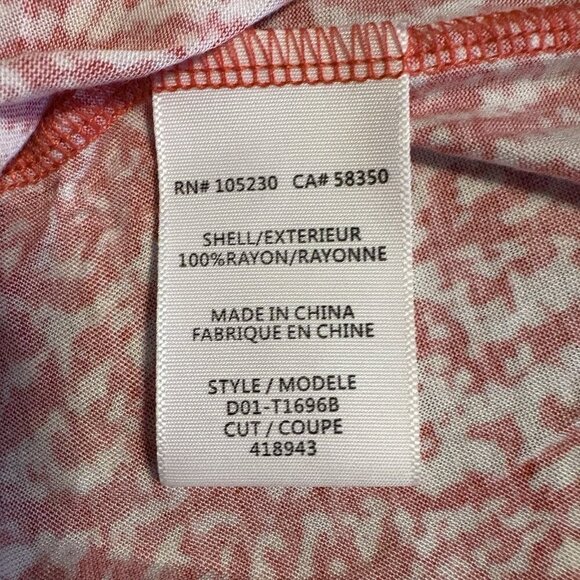 RN# 105230 CA# 58350
SHELL/EXTERIEUR
100%RAYON/RAYONNE
MADE IN CHINA
FABRIQUE EN CHINE
STYLE / MODELE
D01-T1696B
CUT / COUPE
418943